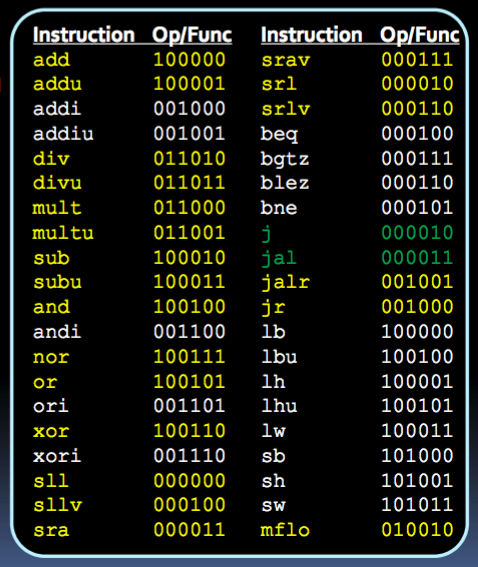 Instruction Op/Func Instruction Op/Func
add 100000 srav 000111
addu 100001 srl 000010
addi 001000 srlv 000110
addiu 001001 beq 000100
div 011010 bgtz 000111
divu 011011 blez 000110
mult 011000 bne 000101
multu 011001 j 000010
sub 100010 jal 000011
subu 100011 jalr 001001
and 100100 jr 001000
andi 001100 lb 100000
nor 100111 lbu 100100
or 100101 lh 100001
ori 001101 lhu 100101
xor 100110 lw 100011
xori 001110 sb 101000
sll 000000 sh 101001
sllv 000100 sw 101011
sra 000011 mflo 010010